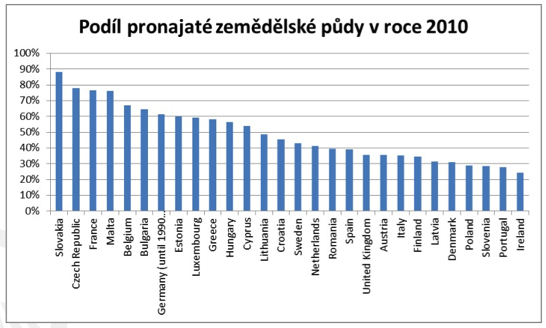 Podíl pronajaté zemědělské půdy v roce 2010
100%
90%
80%
70%
60%
50%
40%
30%
20%
10%
0%
Slovakia
Czech Republic
France
Malta
Belgium
Bulgaria
Germany (until 1990…
Estonia
Luxembourg
Greece
Hungary
Cyprus
Lithuania
Croatia
Sweden
Netherlands
Romania
Spain
United Kingdom
Austria
Italy
Finland
Latvia
Denmark
Poland
Slovenia
Portugal
Ireland